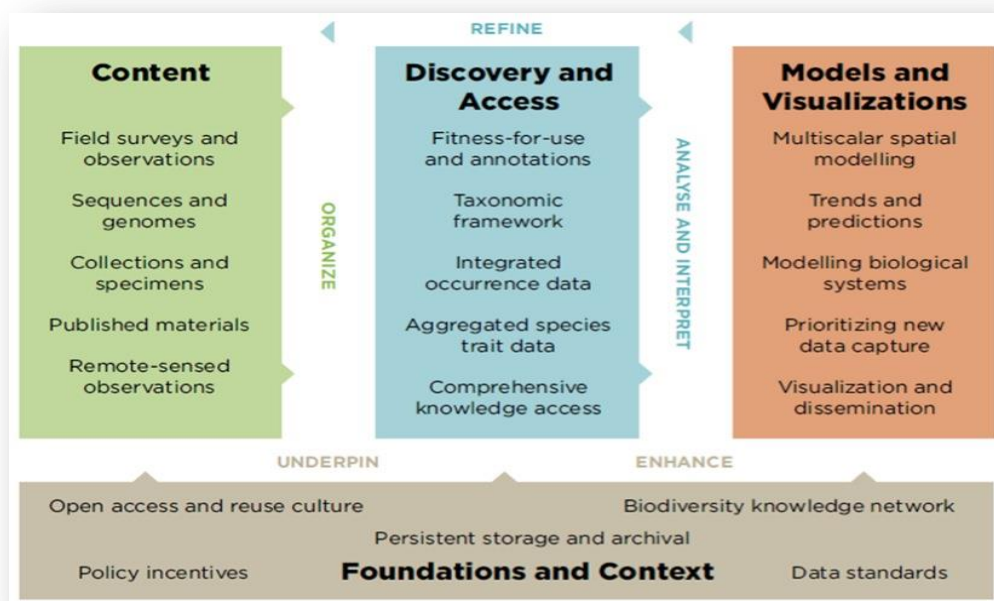 REFINE
Content
Field surveys and
observations
Sequences and
genomes
Collections and
specimens
Published materials
Remote-sensed
observations
ORGANIZE
Discovery and
Access
Fitness-for-use
and annotations
Taxonomic
framework
Integrated
occurrence data
Aggregated species
trait data
Comprehensive
knowledge access
ANALYSE AND INTERPRET
Models and
Visualizations
Multiscalar spatial
modelling
Trends and
predictions
Modelling biological
systems
Prioritizing new
data capture
Visualization and
dissemination
UNDERPIN
ENHANCE
Open access and reuse culture
Biodiversity knowledge network
Persistent storage and archival
Policy incentives
Foundations and Context
Data standards